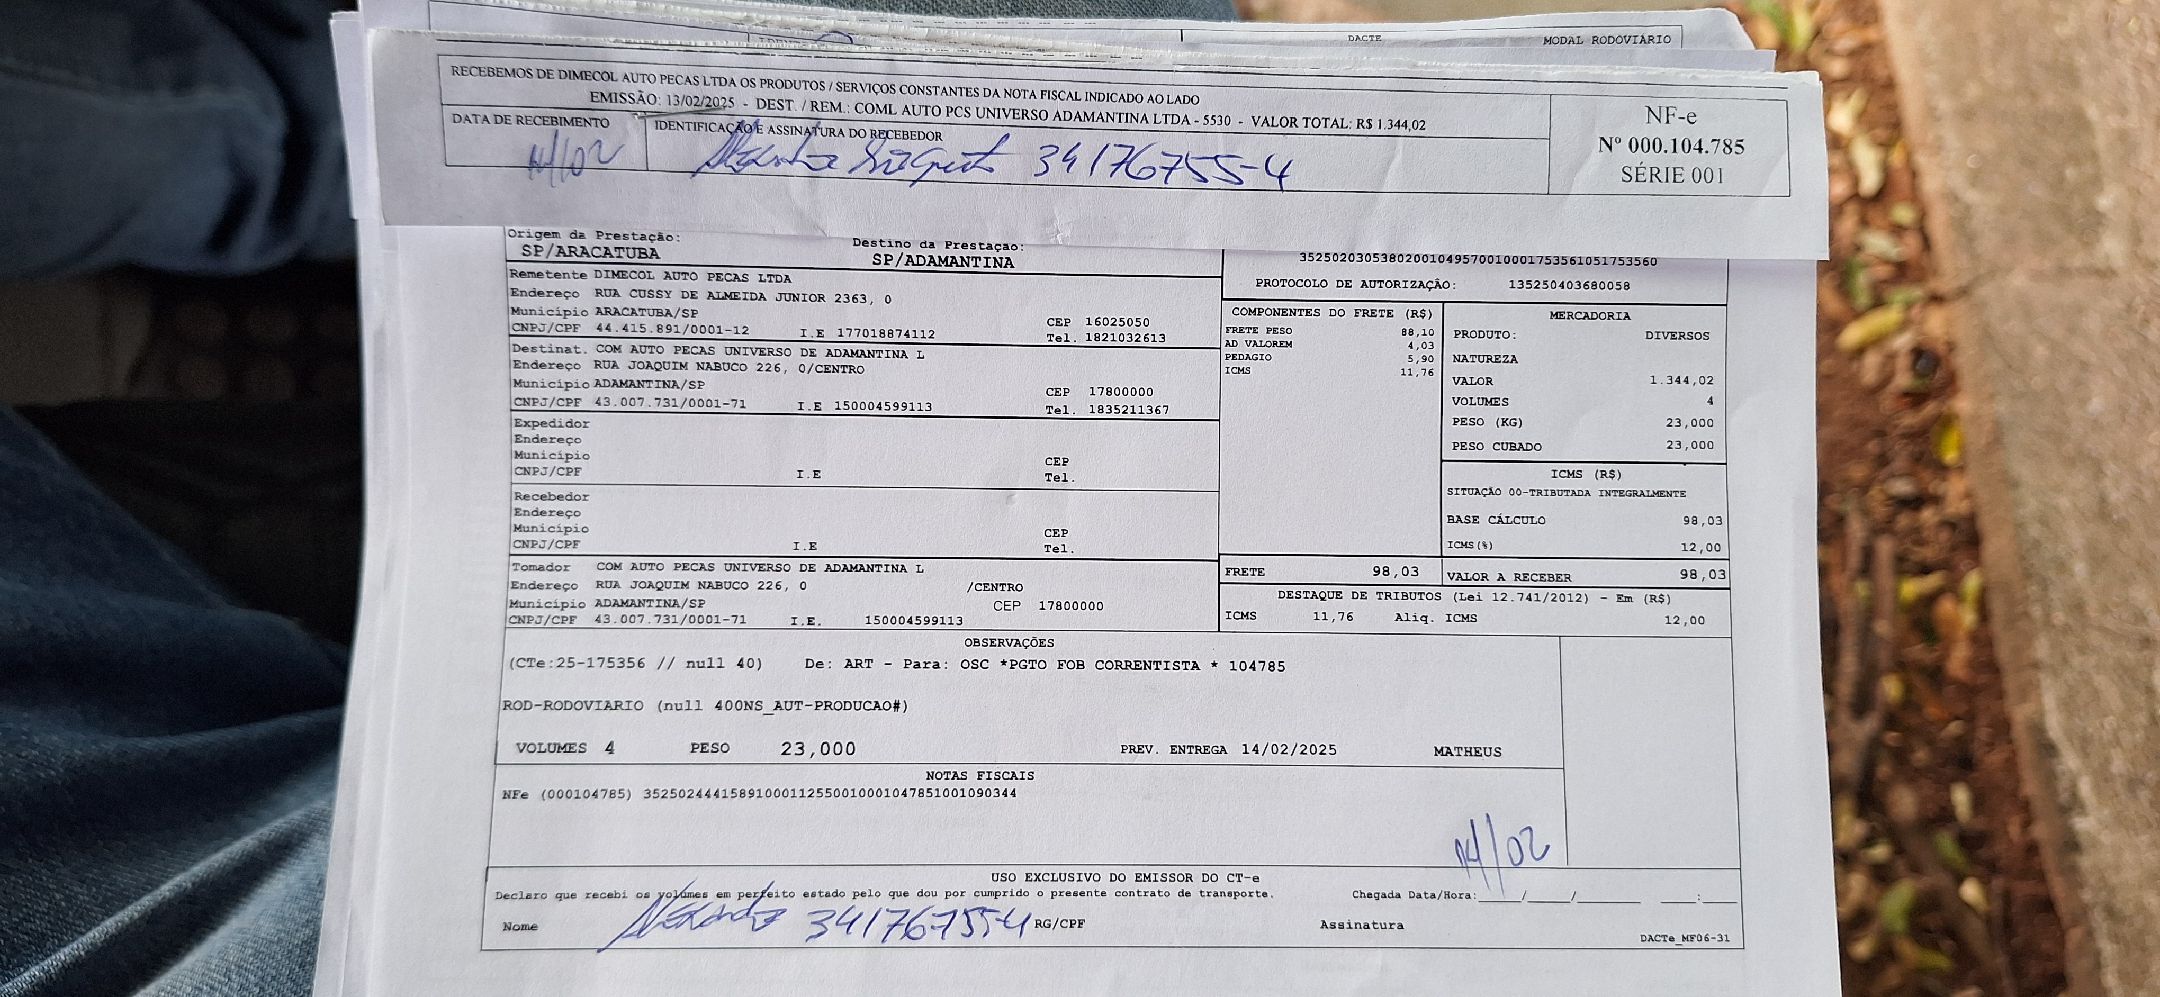 DACTE
MODAL RODOVIÁRIO
RECEBEMOS DE DIMECOL AUTO PECAS LTDA OS PRODUTOS / SERVIÇOS CONSTANTES DA NOTA FISCAL INDICADO AO LADO
EMISSÃO: 13/02/2025 - DEST. / REM.: COML AUTO PCS UNIVERSO ADAMANTINA LTDA - 5530 - VALOR TOTAL: R$ 1.344,02
DATA DE RECEBIMENTO
IDENTIFICAÇÃO E ASSINATURA DO RECEBEDOR
14/02
34176755-4
NF-e
Nº 000.104.785
SÉRIE 001
Origem da Prestação:
SP/ARACATUBA
Destino da Prestação:
SP/ADAMANTINA
35250203053802001049570010001753561051753560
PROTOCOLO DE AUTORIZAÇÃO: 135250403680058
Remetente DIMECOL AUTO PECAS LTDA
Endereço RUA CUSSY DE ALMEIDA JUNIOR 2363, 0
Município ARACATUBA/SP CEP 16025050
CNPJ/CPF 44.415.891/0001-12 I.E 177018874112 Tel. 1821032613
Destinat. COM AUTO PECAS UNIVERSO DE ADAMANTINA L
Endereço RUA JOAQUIM NABUCO 226, 0/CENTRO
Município ADAMANTINA/SP CEP 17800000
CNPJ/CPF 43.007.731/0001-71 I.E 150004599113 Tel. 1835211367
Expedidor
Endereço
Município CEP
CNPJ/CPF I.E Tel.
Recebedor
Endereço
Município CEP
CNPJ/CPF I.E Tel.
Tomador COM AUTO PECAS UNIVERSO DE ADAMANTINA L
Endereço RUA JOAQUIM NABUCO 226, 0 /CENTRO
Município ADAMANTINA/SP CEP 17800000
CNPJ/CPF 43.007.731/0001-71 I.E. 150004599113
COMPONENTES DO FRETE (R$)
FRETE PESO 88,10
AD VALOREM 4,03
PEDAGIO 5,90
ICMS 11,76
FRETE 98,03
MERCADORIA
PRODUTO: DIVERSOS
NATUREZA
VALOR 1.344,02
VOLUMES 4
PESO (KG) 23,000
PESO CUBADO 23,000
ICMS (R$)
SITUAÇÃO 00-TRIBUTADA INTEGRALMENTE
BASE CÁLCULO 98,03
ICMS(%) 12,00
VALOR A RECEBER 98,03
DESTAQUE DE TRIBUTOS (Lei 12.741/2012) - Em (R$)
ICMS 11,76 Aliq. ICMS 12,00
OBSERVAÇÕES
(CTe:25-175356 // null 40) De: ART - Para: OSC *PGTO FOB CORRENTISTA * 104785
ROD-RODOVIARIO (null 400NS_AUT-PRODUCAO#)
VOLUMES 4 PESO 23,000 PREV. ENTREGA 14/02/2025 MATHEUS
NOTAS FISCAIS
NFe (000104785) 35250244415891000112550010001047851001090344
14/02
USO EXCLUSIVO DO EMISSOR DO CT-e
Declaro que recebi os volumes em perfeito estado pelo que dou por cumprido o presente contrato de transporte. Chegada Data/Hora:____/____/______ ___:___
Nome 34176755-4 RG/CPF Assinatura
DACTe_MF06-31